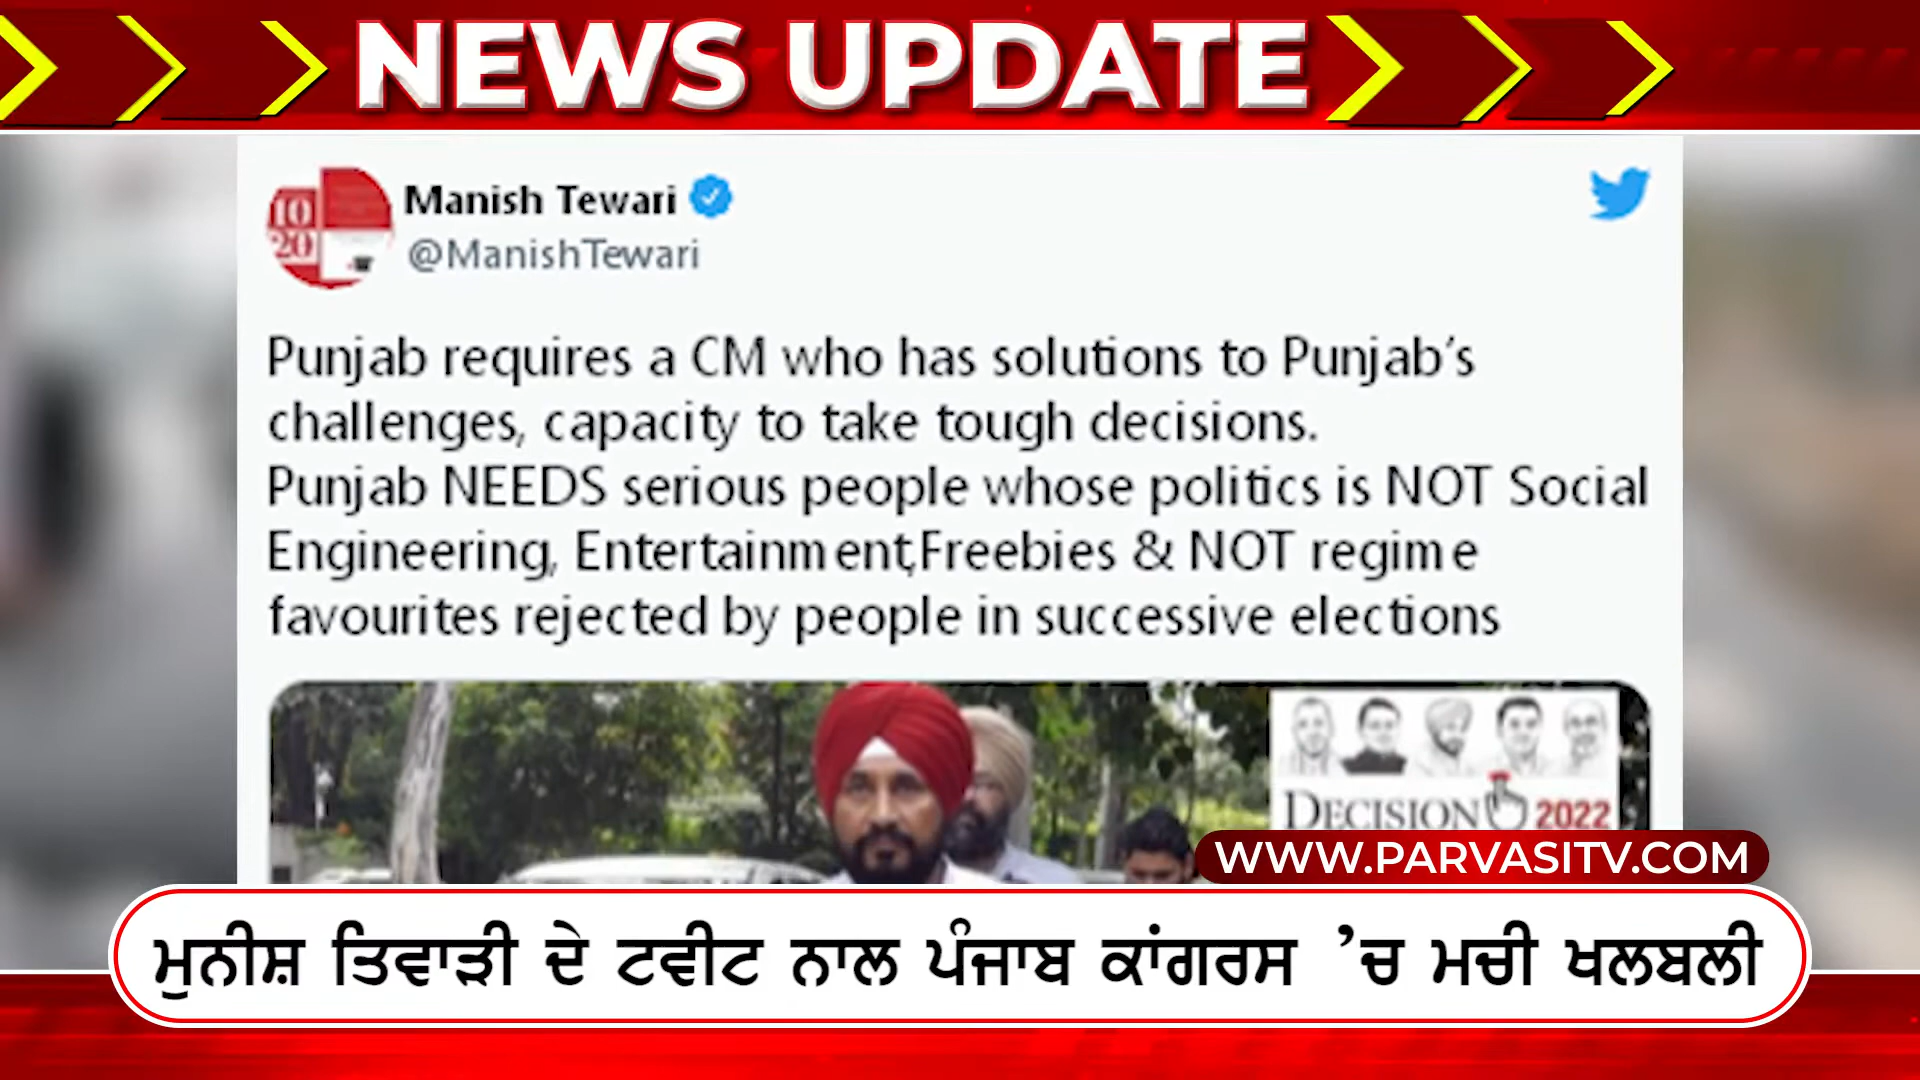 NEWS UPDATE
10
20
Manish Tewari
@ManishTewari
Punjab requires a CM who has solutions to Punjab's
challenges, capacity to take tough decisions.
Punjab NEEDS serious people whose politics is NOT Social
Engineering, Entertainment,Freebies & NOT regime
favourites rejected by people in successive elections
DECISION 2022
WWW.PARVASITV.COM
ਮੁਨੀਸ਼ ਤਿਵਾੜੀ ਦੇ ਟਵੀਟ ਨਾਲ ਪੰਜਾਬ ਕਾਂਗਰਸ 'ਚ ਮਚੀ ਖਲਬਲੀ